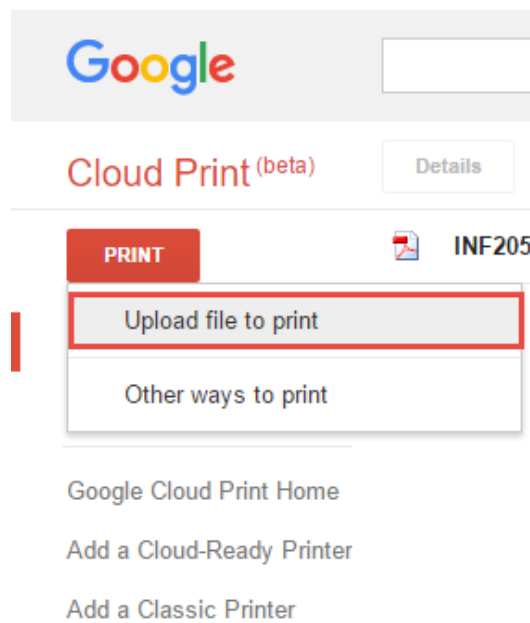 Google
Cloud Print (beta)
Details
PRINT
INF205
Upload file to print
Other ways to print
Google Cloud Print Home
Add a Cloud-Ready Printer
Add a Classic Printer